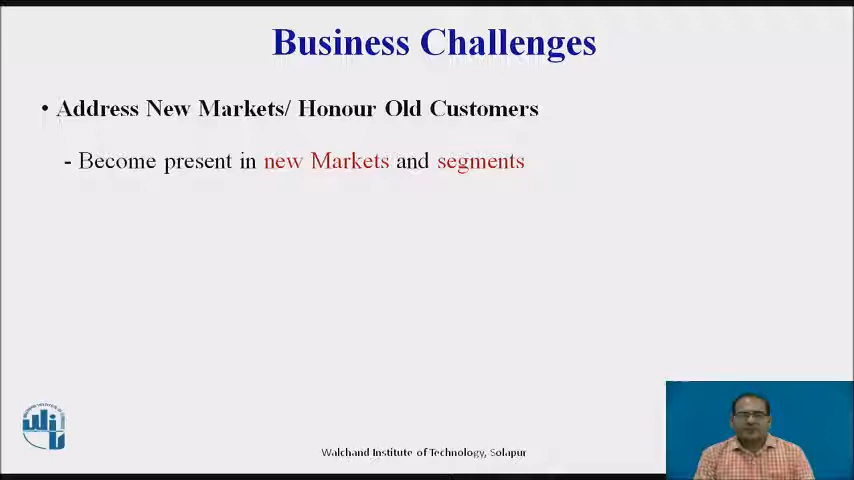 Business Challenges
• Address New Markets/ Honour Old Customers
- Become present in new Markets and segments
Walchand Institute of Technology, Solapur